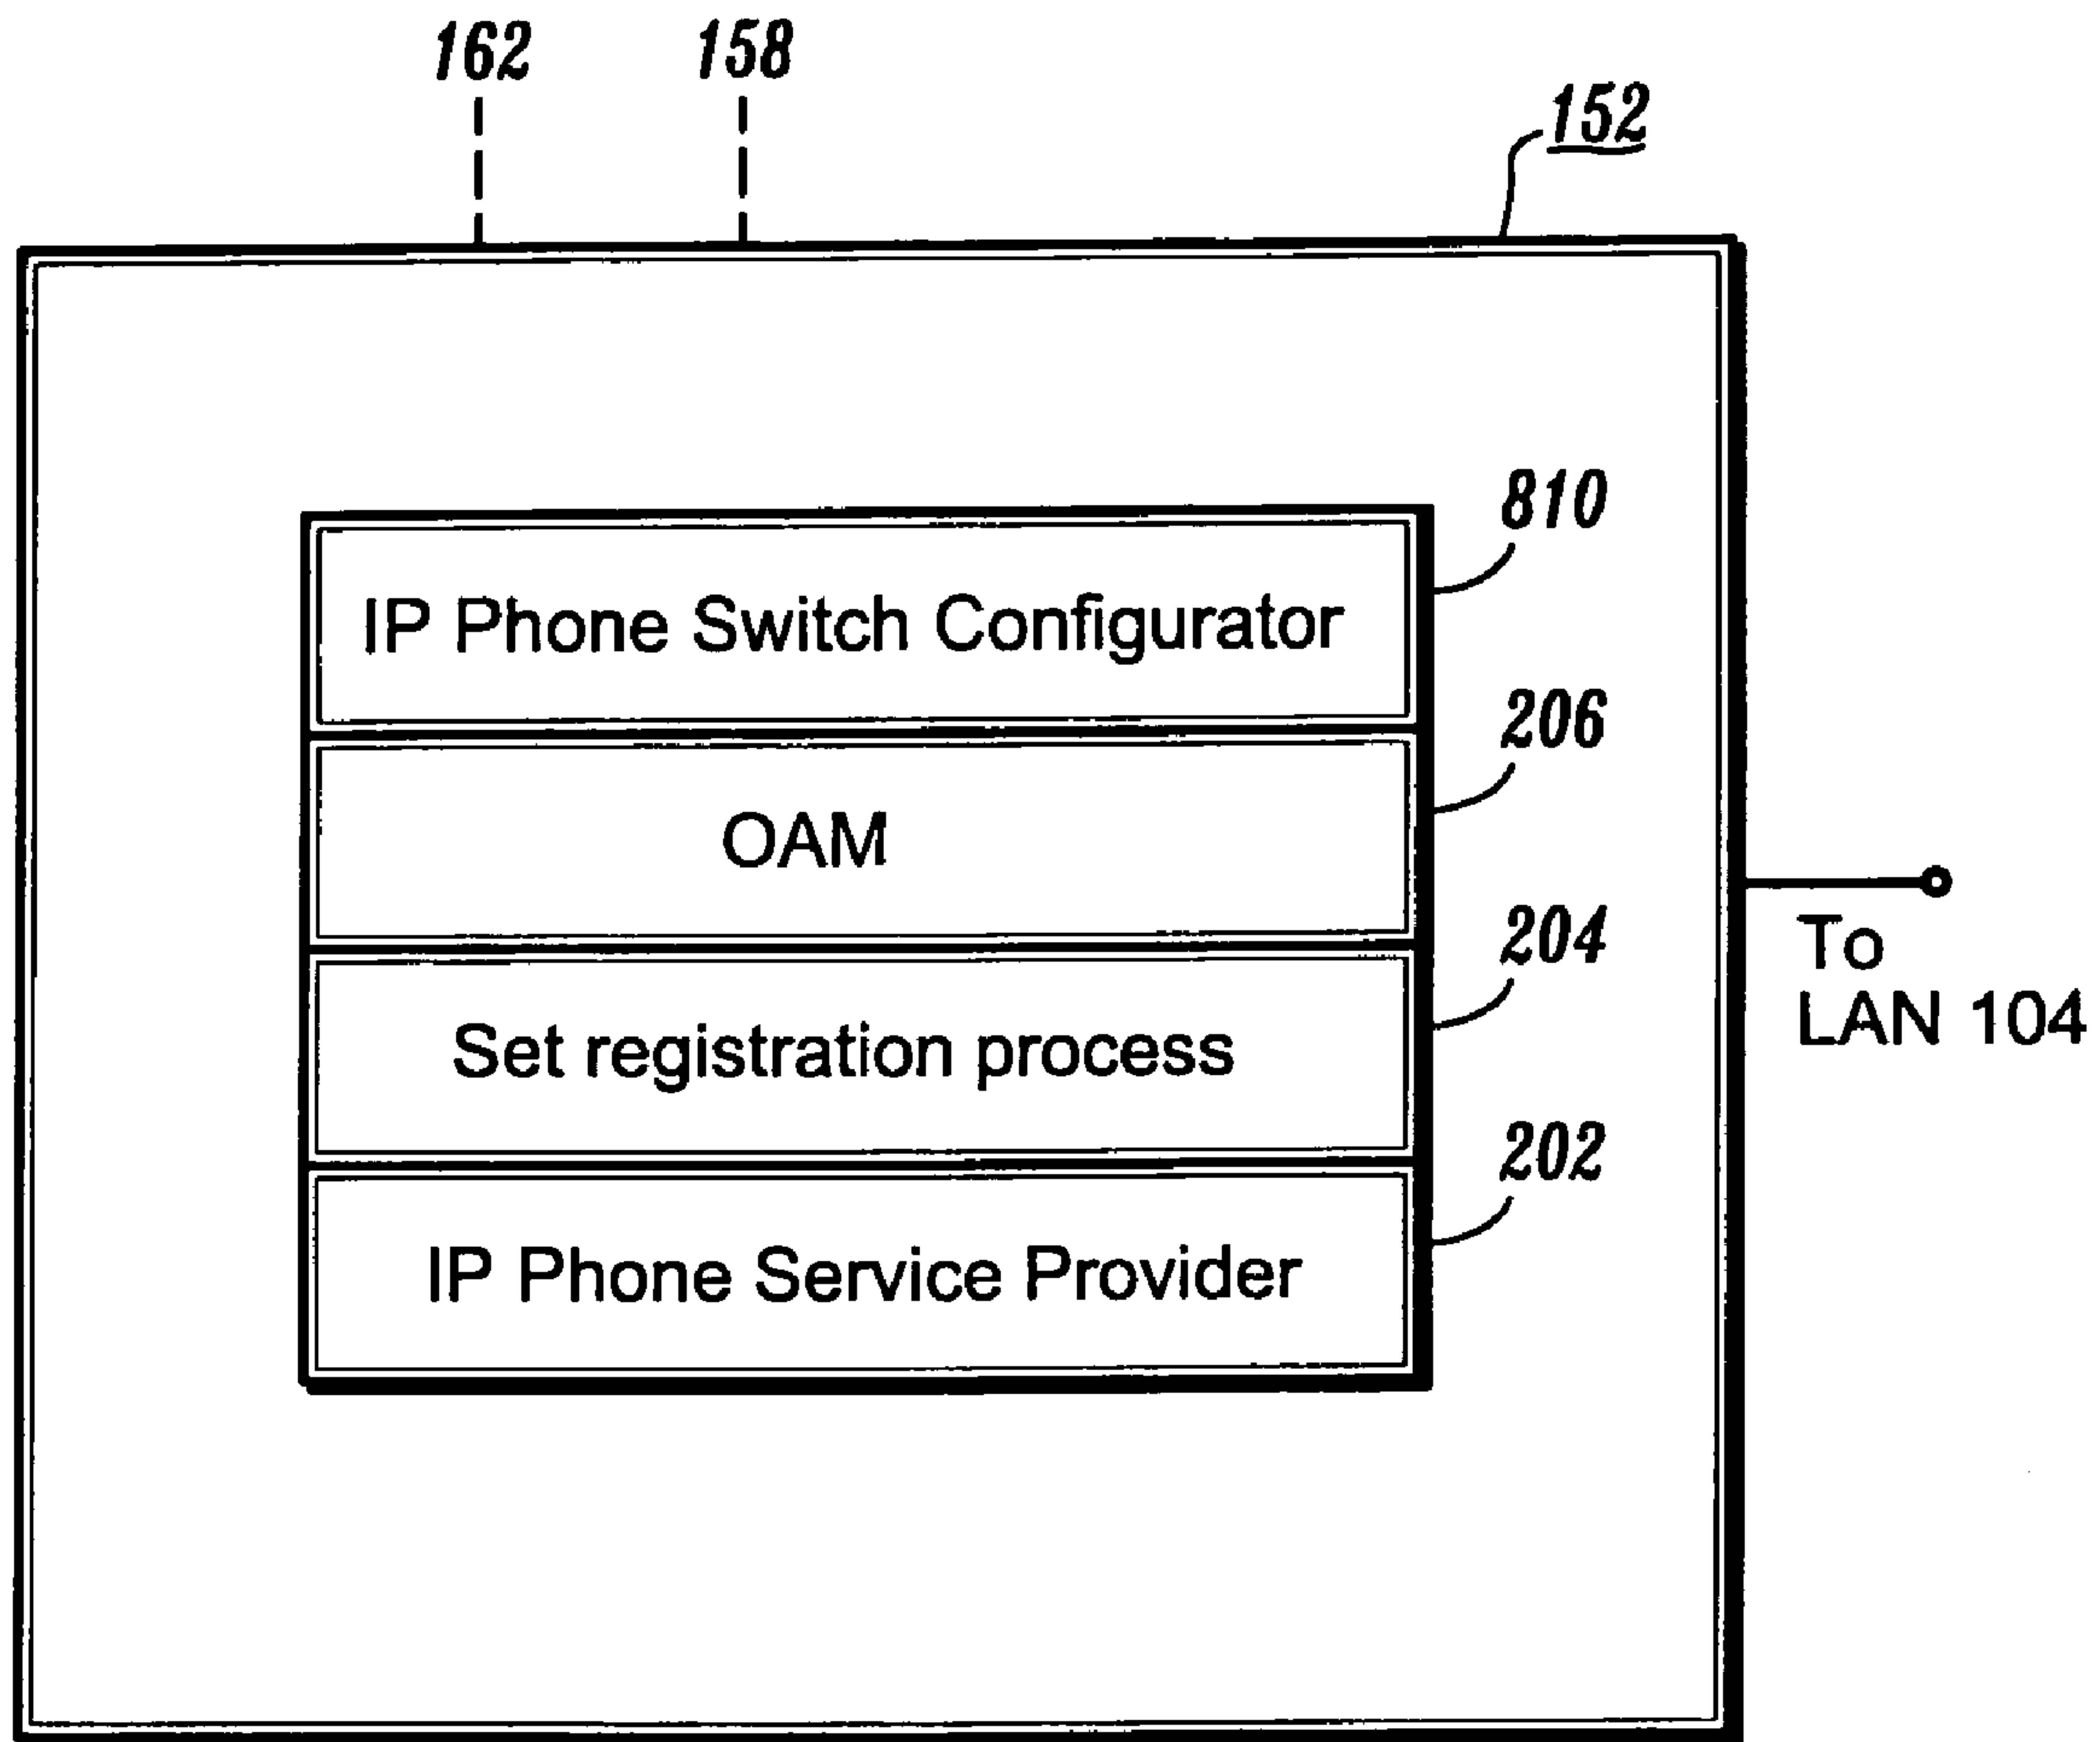 162 158
152
810
IP Phone Switch Configurator
206
OAM
204
To
LAN 104
Set registration process
202
IP Phone Service Provider